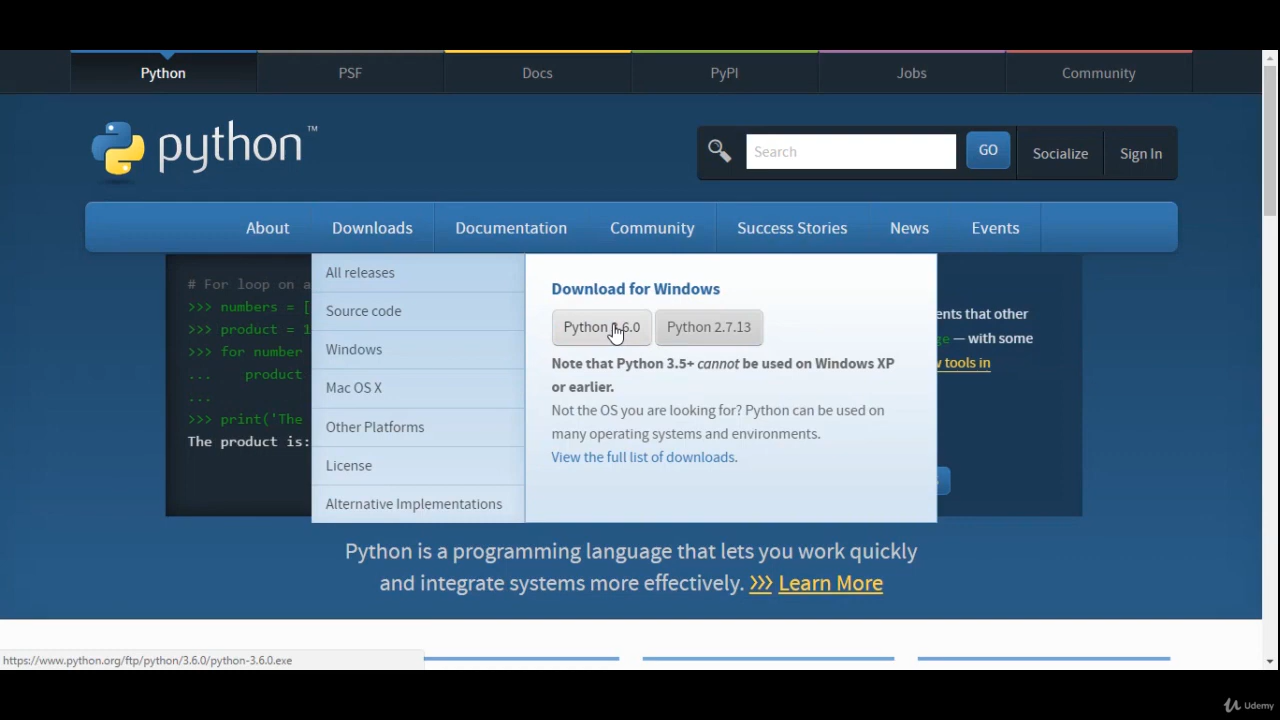 Python PSF Docs PyPI Jobs Community
python™
Search GO Socialize Sign In
About Downloads Documentation Community Success Stories News Events
# For loop on a
>>> numbers = [
>>> product = 1
>>> for number
... product
...
>>> print('The
The product is:
All releases
Source code
Windows
Mac OS X
Other Platforms
License
Alternative Implementations
Download for Windows
Python 3.6.0 Python 2.7.13
Note that Python 3.5+ cannot be used on Windows XP
or earlier.
Not the OS you are looking for? Python can be used on
many operating systems and environments.
View the full list of downloads.
ents that other
ge — with some
w tools in
Python is a programming language that lets you work quickly
and integrate systems more effectively. >>> Learn More
https://www.python.org/ftp/python/3.6.0/python-3.6.0.exe
Udemy